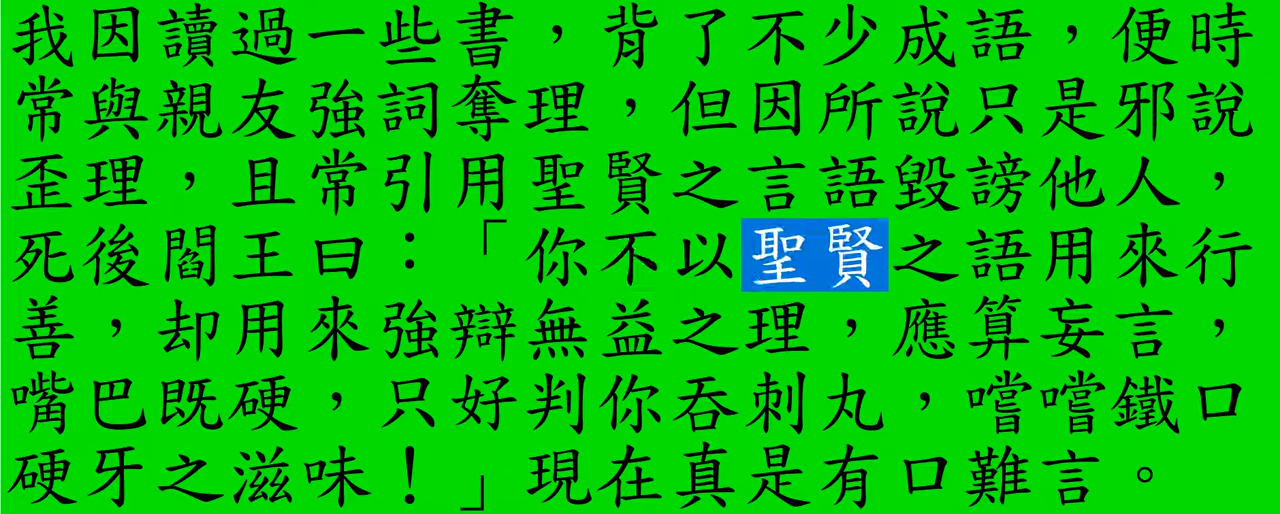 我因讀過一些書，背了不少成語，便時
常與親友強詞奪理，但因所說只是邪說
歪理，且常引用聖賢之言語毀謗他人，
死後閻王曰：「你不以聖賢之語用來行
善，却用來強辯無益之理，應算妄言，
嘴巴既硬，只好判你吞刺丸，嚐嚐鐵口
硬牙之滋味！」現在真是有口難言。